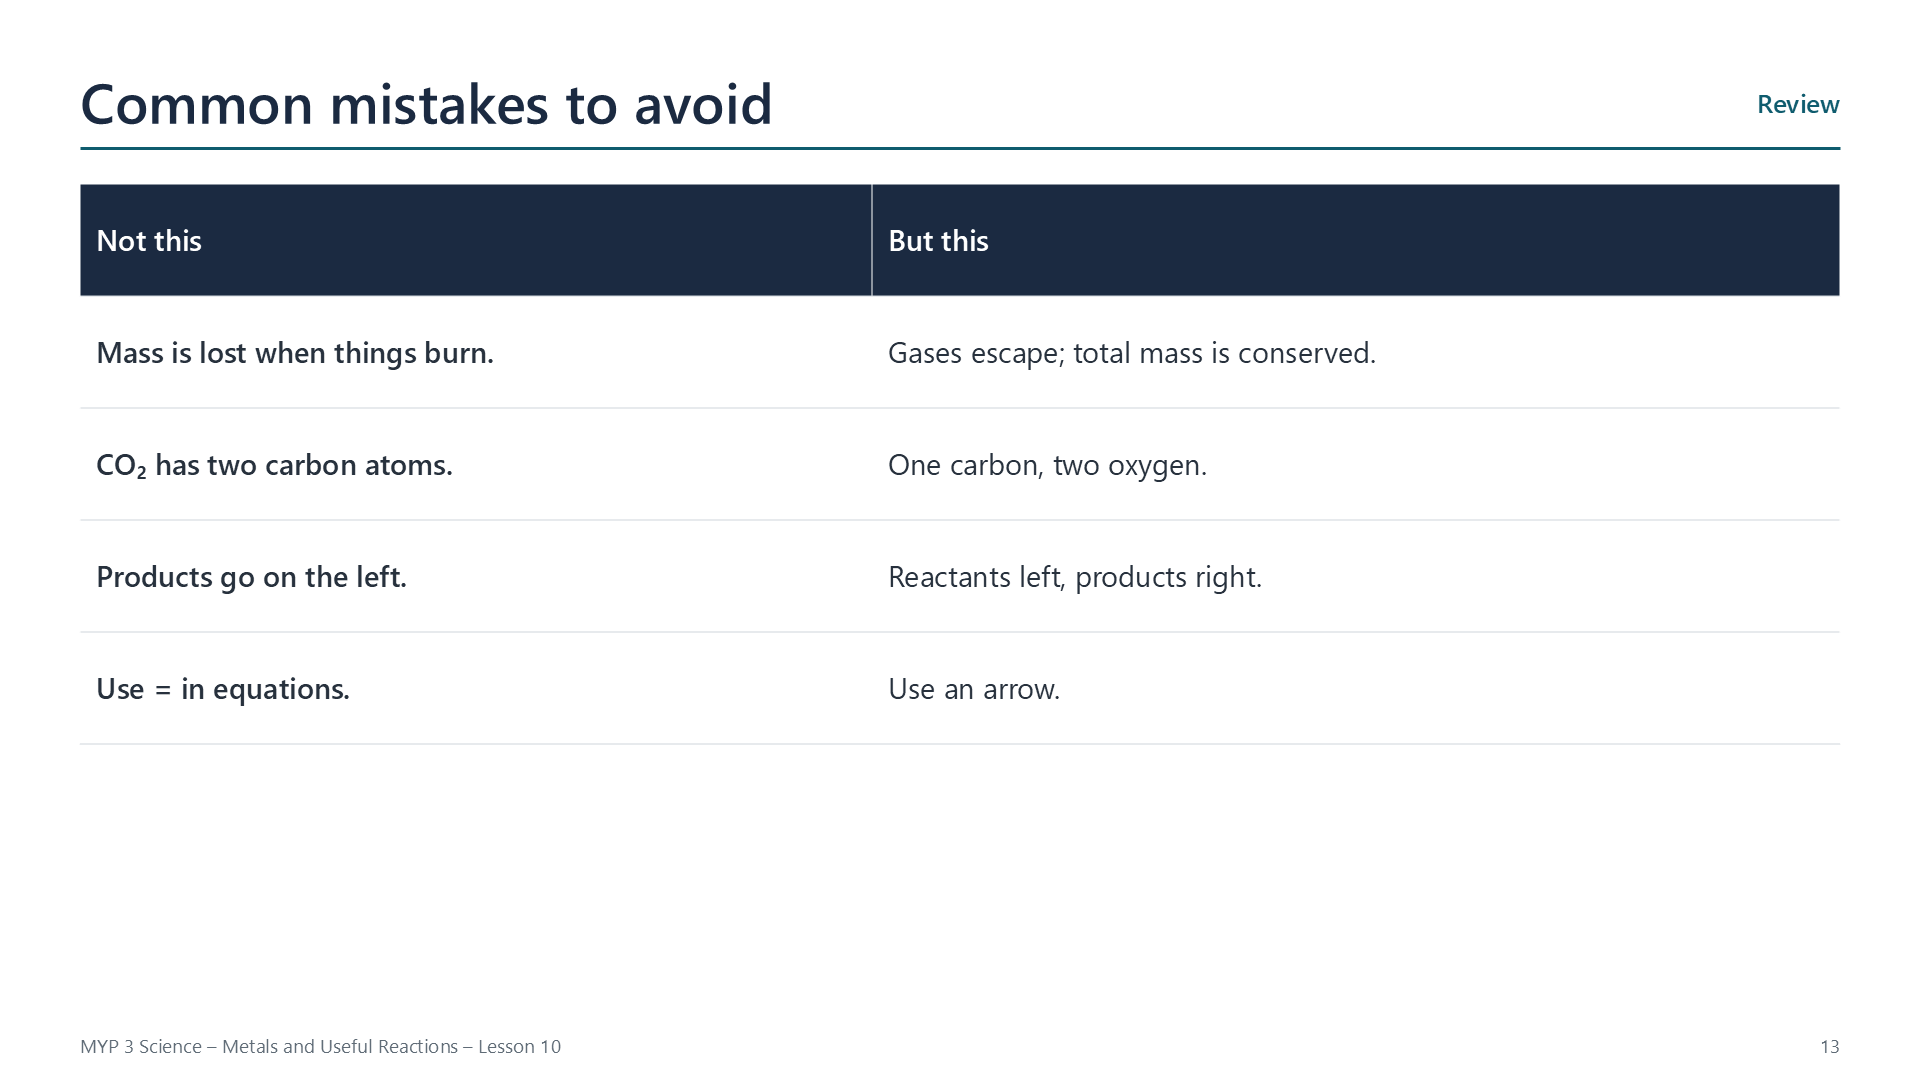 Common mistakes to avoid
Review
Not this
But this
Mass is lost when things burn.
Gases escape; total mass is conserved.
CO₂ has two carbon atoms.
One carbon, two oxygen.
Products go on the left.
Reactants left, products right.
Use = in equations.
Use an arrow.
MYP 3 Science – Metals and Useful Reactions – Lesson 10
13